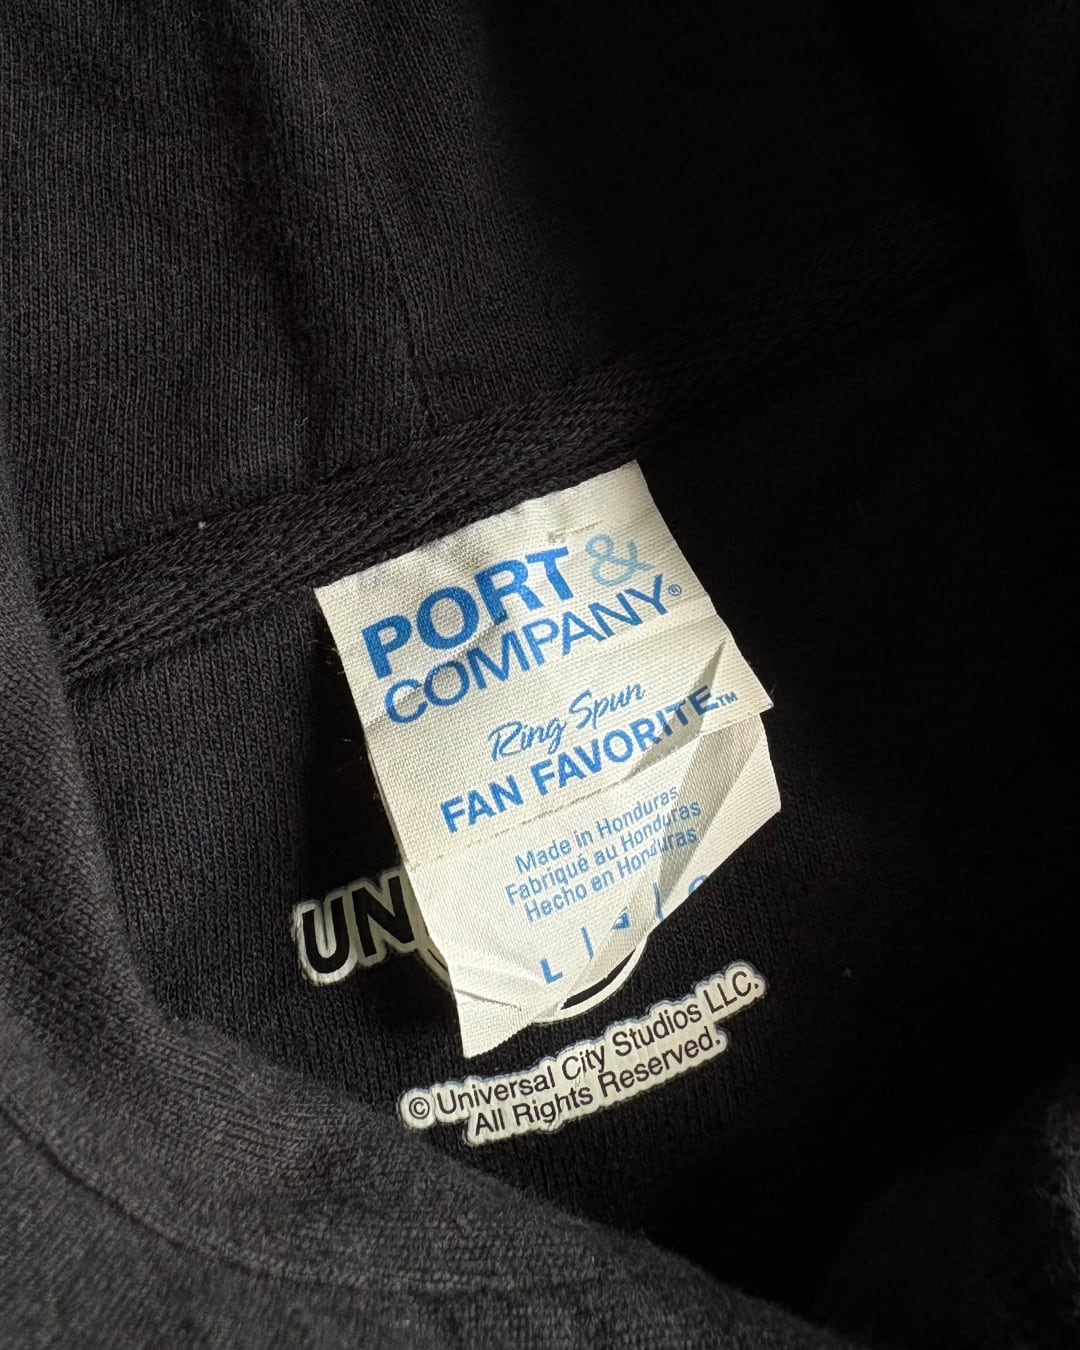 PORT &
COMPANY®
Ring Spun
FAN FAVORITE™
Made in Honduras
Fabriqué au Honduras
Hecho en Honduras
L | G |
UN
© Universal City Studios LLC.
All Rights Reserved.